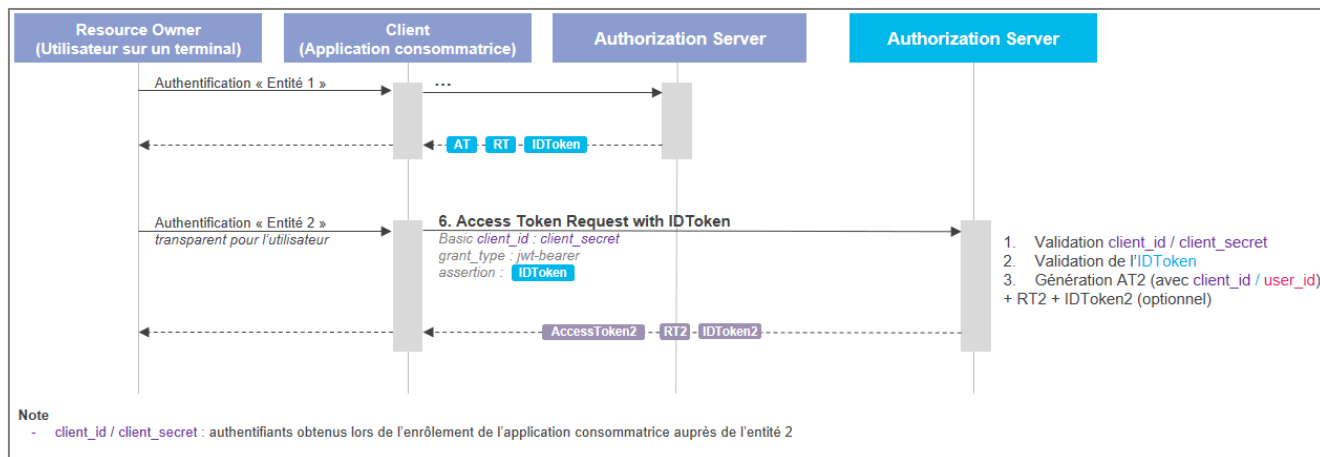 Resource Owner
(Utilisateur sur un terminal)
Client
(Application consommatrice)
Authorization Server
Authorization Server
Authentification « Entité 1 »
...
AT RT IDToken
Authentification « Entité 2 »
transparent pour l'utilisateur
6. Access Token Request with IDToken
Basic client_id : client_secret
grant_type : jwt-bearer
assertion : IDToken
1. Validation client_id / client_secret
2. Validation de l'IDToken
3. Génération AT2 (avec client_id / user_id)
+ RT2 + IDToken2 (optionnel)
AccessToken2 RT2 IDToken2
Note
- client_id / client_secret : authentifiants obtenus lors de l'enrôlement de l'application consommatrice auprès de l'entité 2